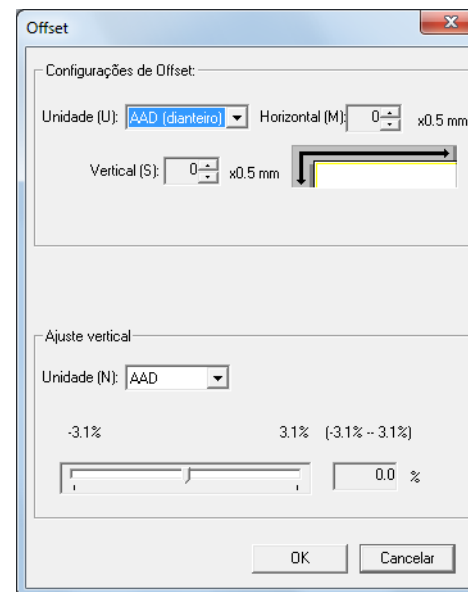 Offset
Configurações de Offset:
Unidade (U): AAD (dianteiro) Horizontal (M): 0 x0.5 mm
Vertical (S): 0 x0.5 mm
Ajuste vertical
Unidade (N): AAD
-3.1% 3.1% (-3.1% -- 3.1%)
0.0 %
OK Cancelar